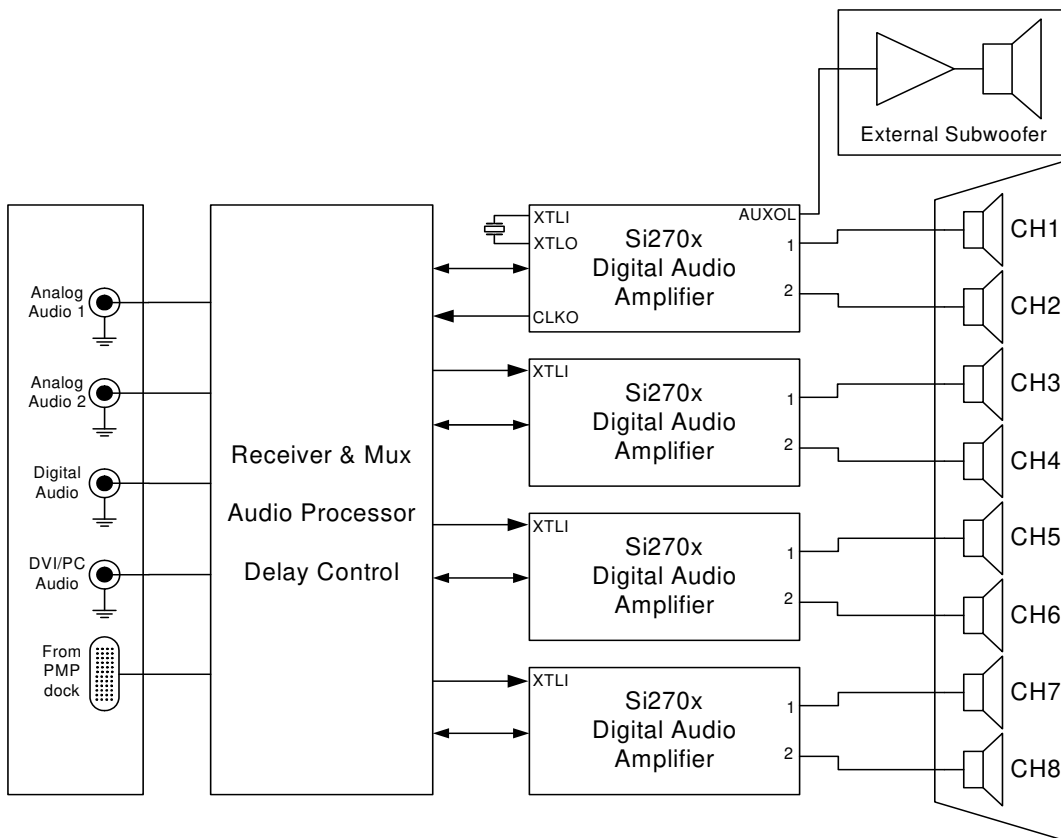 External Subwoofer
Analog
Audio 1
Analog
Audio 2
Digital
Audio
DVI/PC
Audio
From
PMP
dock
Receiver & Mux
Audio Processor
Delay Control
XTLI
XTLO
CLKO
Si270x
Digital Audio
Amplifier
AUXOL
1
2
XTLI
Si270x
Digital Audio
Amplifier
1
2
XTLI
Si270x
Digital Audio
Amplifier
1
2
XTLI
Si270x
Digital Audio
Amplifier
1
2
CH1
CH2
CH3
CH4
CH5
CH6
CH7
CH8